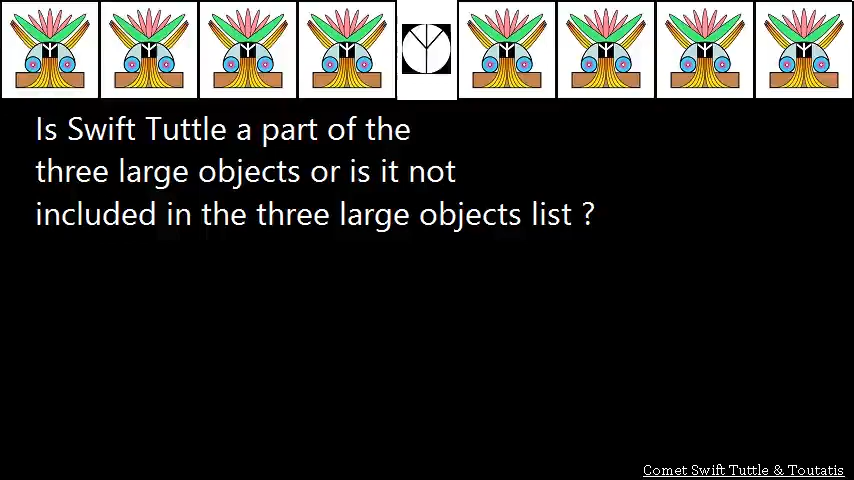 Is Swift Tuttle a part of the
three large objects or is it not
included in the three large objects list ?
Comet Swift Tuttle & Toutatis